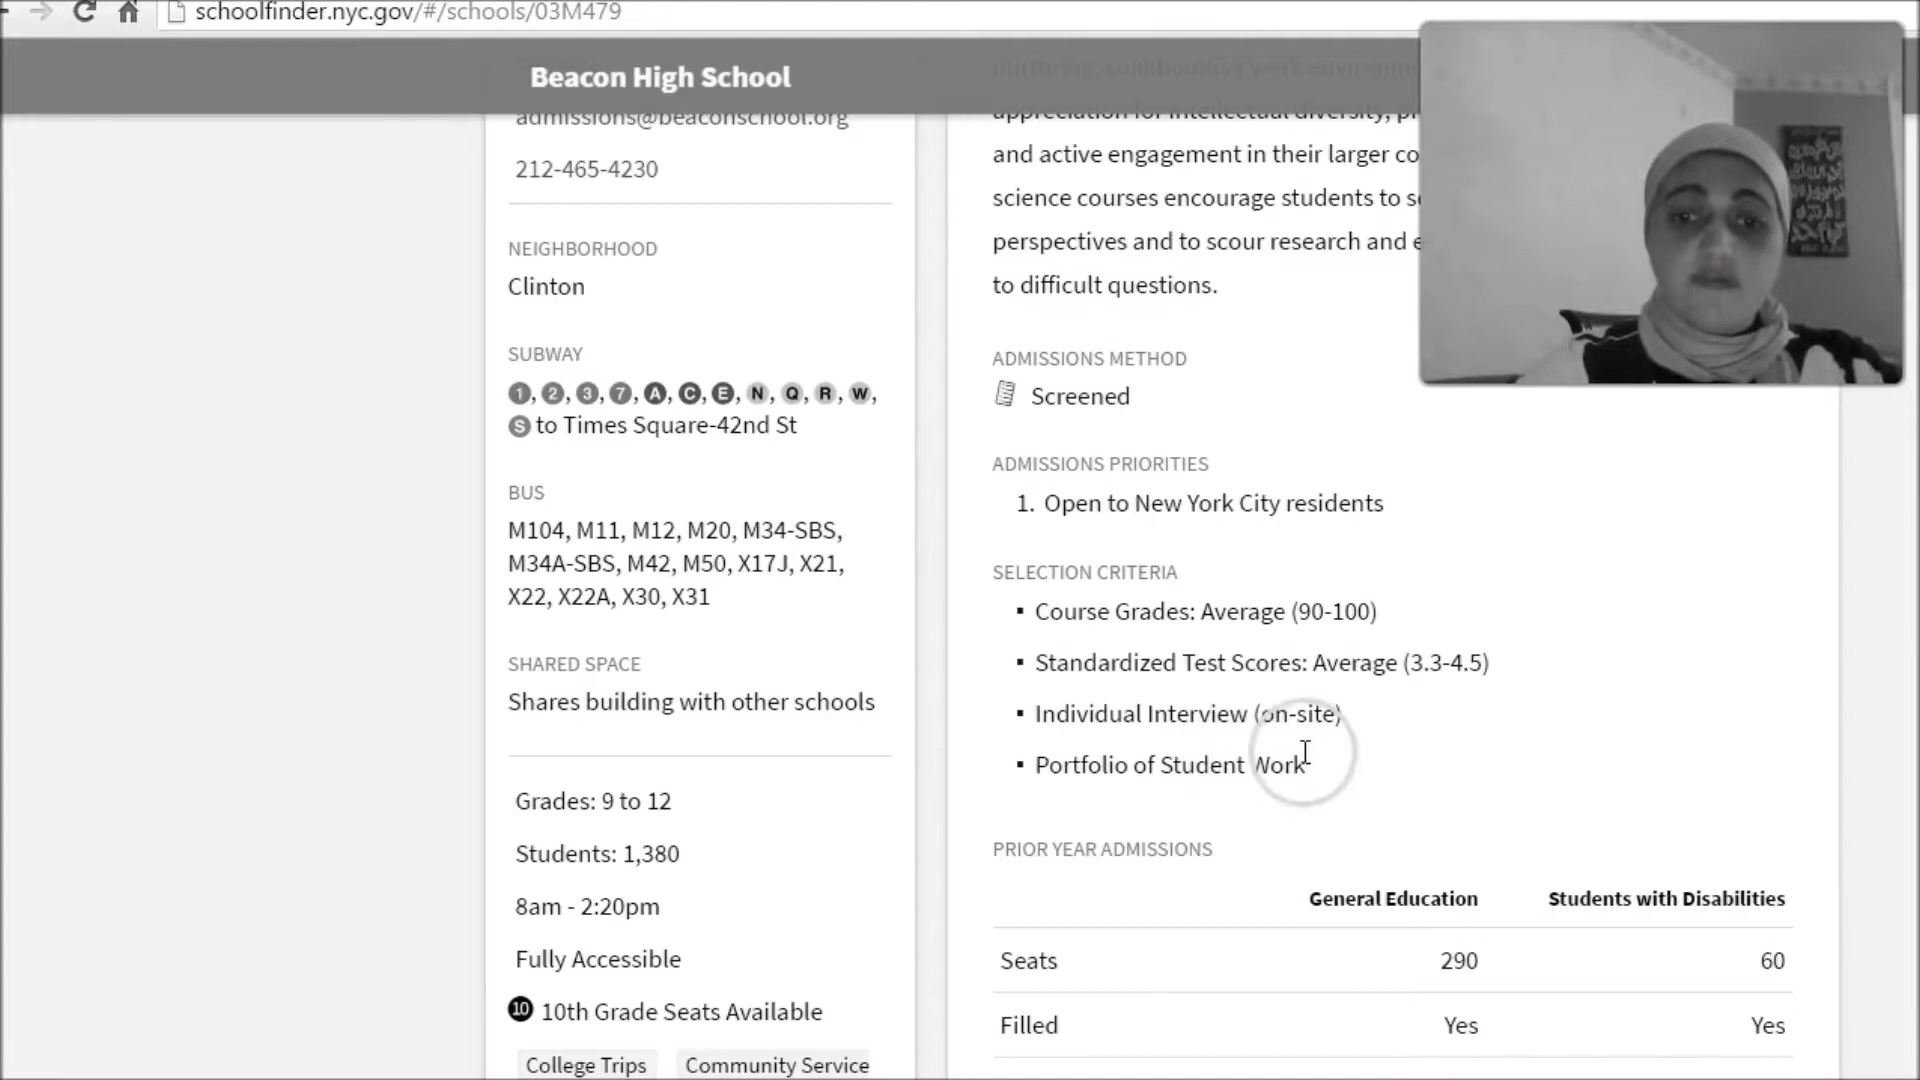 schoolfinder.nyc.gov/#/schools/03M479
Beacon High School
admissions@beaconschool.org
212-465-4230
NEIGHBORHOOD
Clinton
SUBWAY
1, 2, 3, 7, A, C, E, N, Q, R, W,
S to Times Square-42nd St
BUS
M104, M11, M12, M20, M34-SBS,
M34A-SBS, M42, M50, X17J, X21,
X22, X22A, X30, X31
SHARED SPACE
Shares building with other schools
Grades: 9 to 12
Students: 1,380
8am - 2:20pm
Fully Accessible
10 10th Grade Seats Available
College Trips Community Service
appreciation for intellectual diversity,
and active engagement in their larger
science courses encourage students to
perspectives and to scour research and
to difficult questions.
ADMISSIONS METHOD
Screened
ADMISSIONS PRIORITIES
1. Open to New York City residents
SELECTION CRITERIA
▪ Course Grades: Average (90-100)
▪ Standardized Test Scores: Average (3.3-4.5)
▪ Individual Interview (on-site)
▪ Portfolio of Student Work
PRIOR YEAR ADMISSIONS
General Education Students with Disabilities
Seats 290 60
Filled Yes Yes